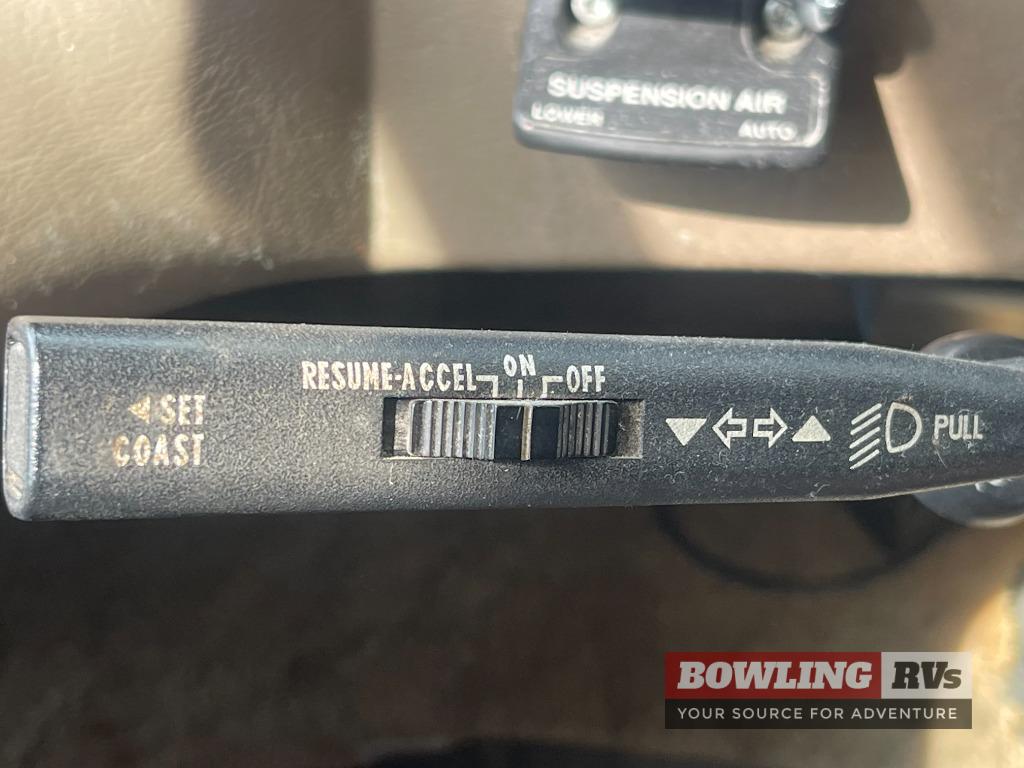 SUSPENSION AIR
LOWER AUTO
RESUME-ACCEL ON OFF
SET
COAST
PULL
BOWLING RVs
YOUR SOURCE FOR ADVENTURE